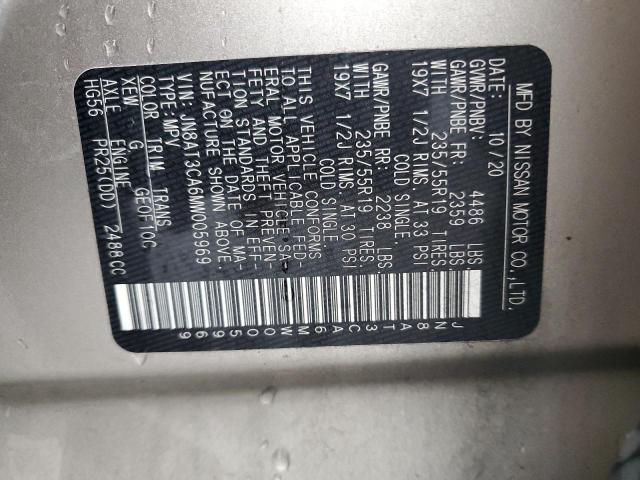 MFD BY NISSAN MOTOR CO.,LTD.
DATE: 10/20
GVWR/PNBV: 4486 LBS.
GAWR/PNBE FR: 2359 LBS.
WITH 235/55R19 TIRES:
19X7 1/2J RIMS. AT 33 PSI
COLD SINGLE.
GAWR/PNBE RR: 2238 LBS.
WITH 235/55R19 TIRES:
19X7 1/2J RIMS. AT 30 PSI
COLD SINGLE.
THIS VEHICLE CONFORMS
TO ALL APPLICABLE FED-
ERAL MOTOR VEHICLE SA-
FETY AND THEFT PREVEN-
TION STANDARDS IN EFF-
ECT ON THE DATE OF MA-
NUFACTURE SHOWN ABOVE.
VIN: JN8AT3CA6MW005969
TYPE: MPV
COLOR TRIM TRANS.
XEW G GEOF10C
AXLE ENGINE
HG56 PR25(DD) 2488CC
JN8AT3CA6MW005969